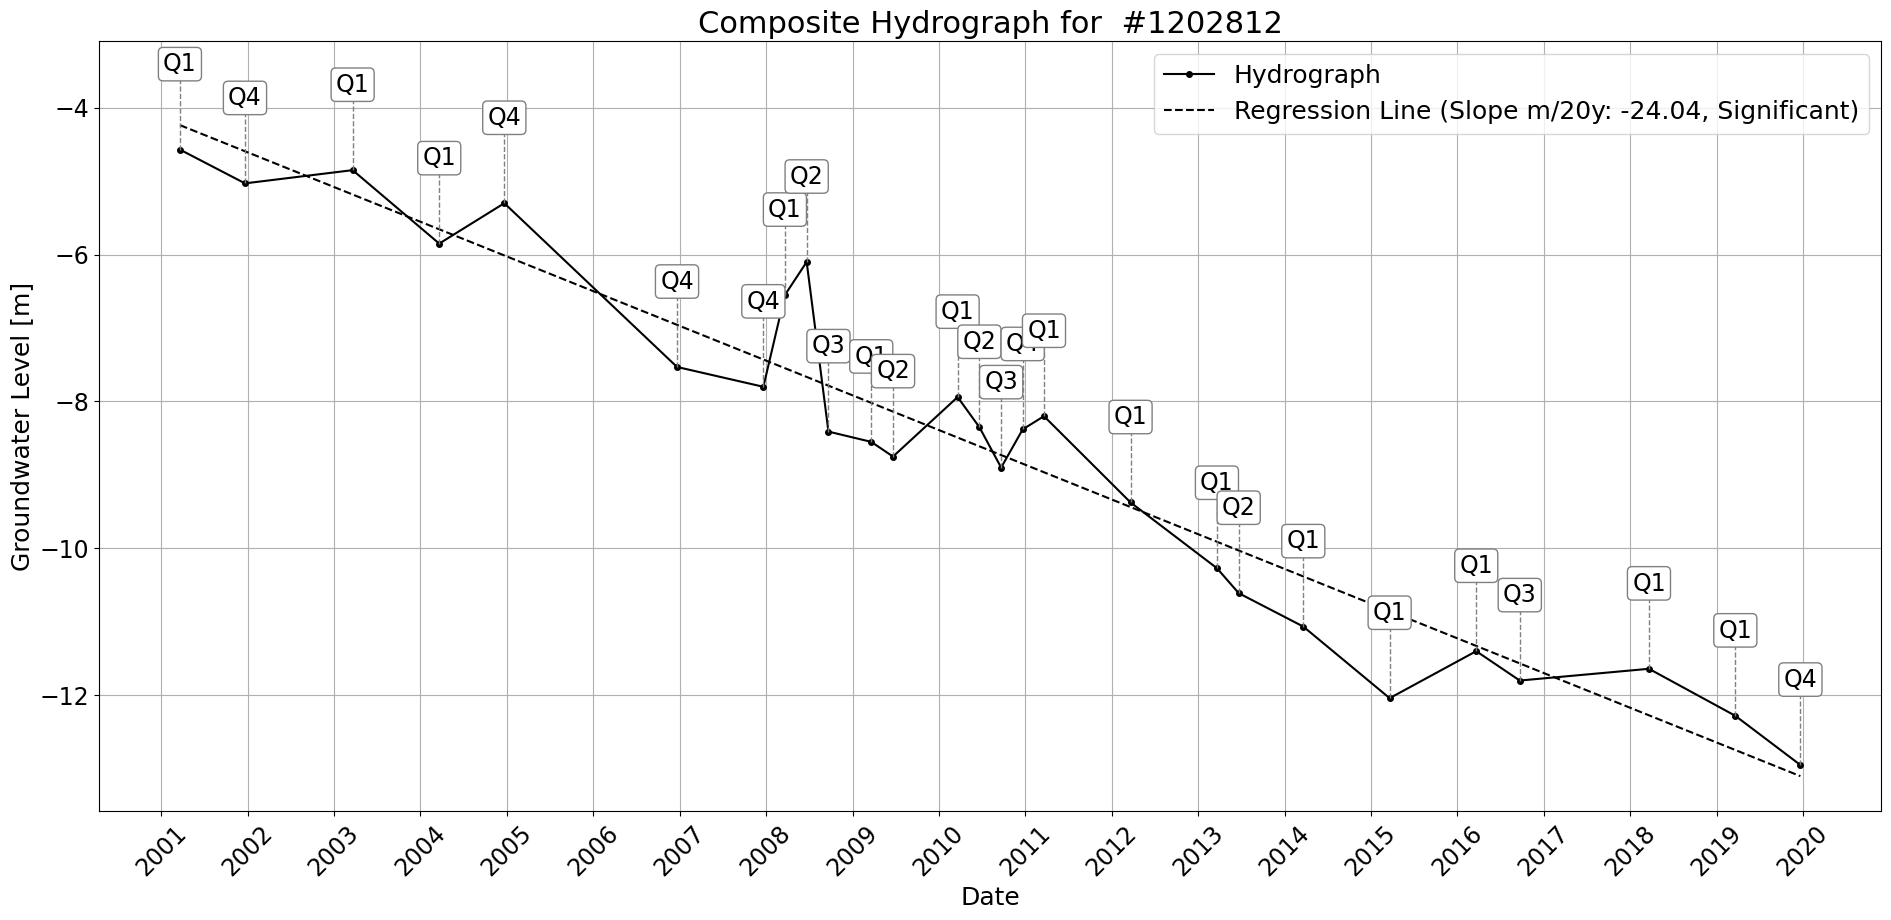 Composite Hydrograph for #1202812
Hydrograph
Regression Line (Slope m/20y: -24.04, Significant)
Groundwater Level [m]
−4
−6
−8
−10
−12
Q1
Q4
Q1
Q1
Q4
Q4
Q4
Q1
Q2
Q3
Q1
Q2
Q1
Q2
Q3
Q1
Q1
Q1
Q2
Q1
Q1
Q1
Q3
Q1
Q1
Q4
2001
2002
2003
2004
2005
2006
2007
2008
2009
2010
2011
2012
2013
2014
2015
2016
2017
2018
2019
2020
Date